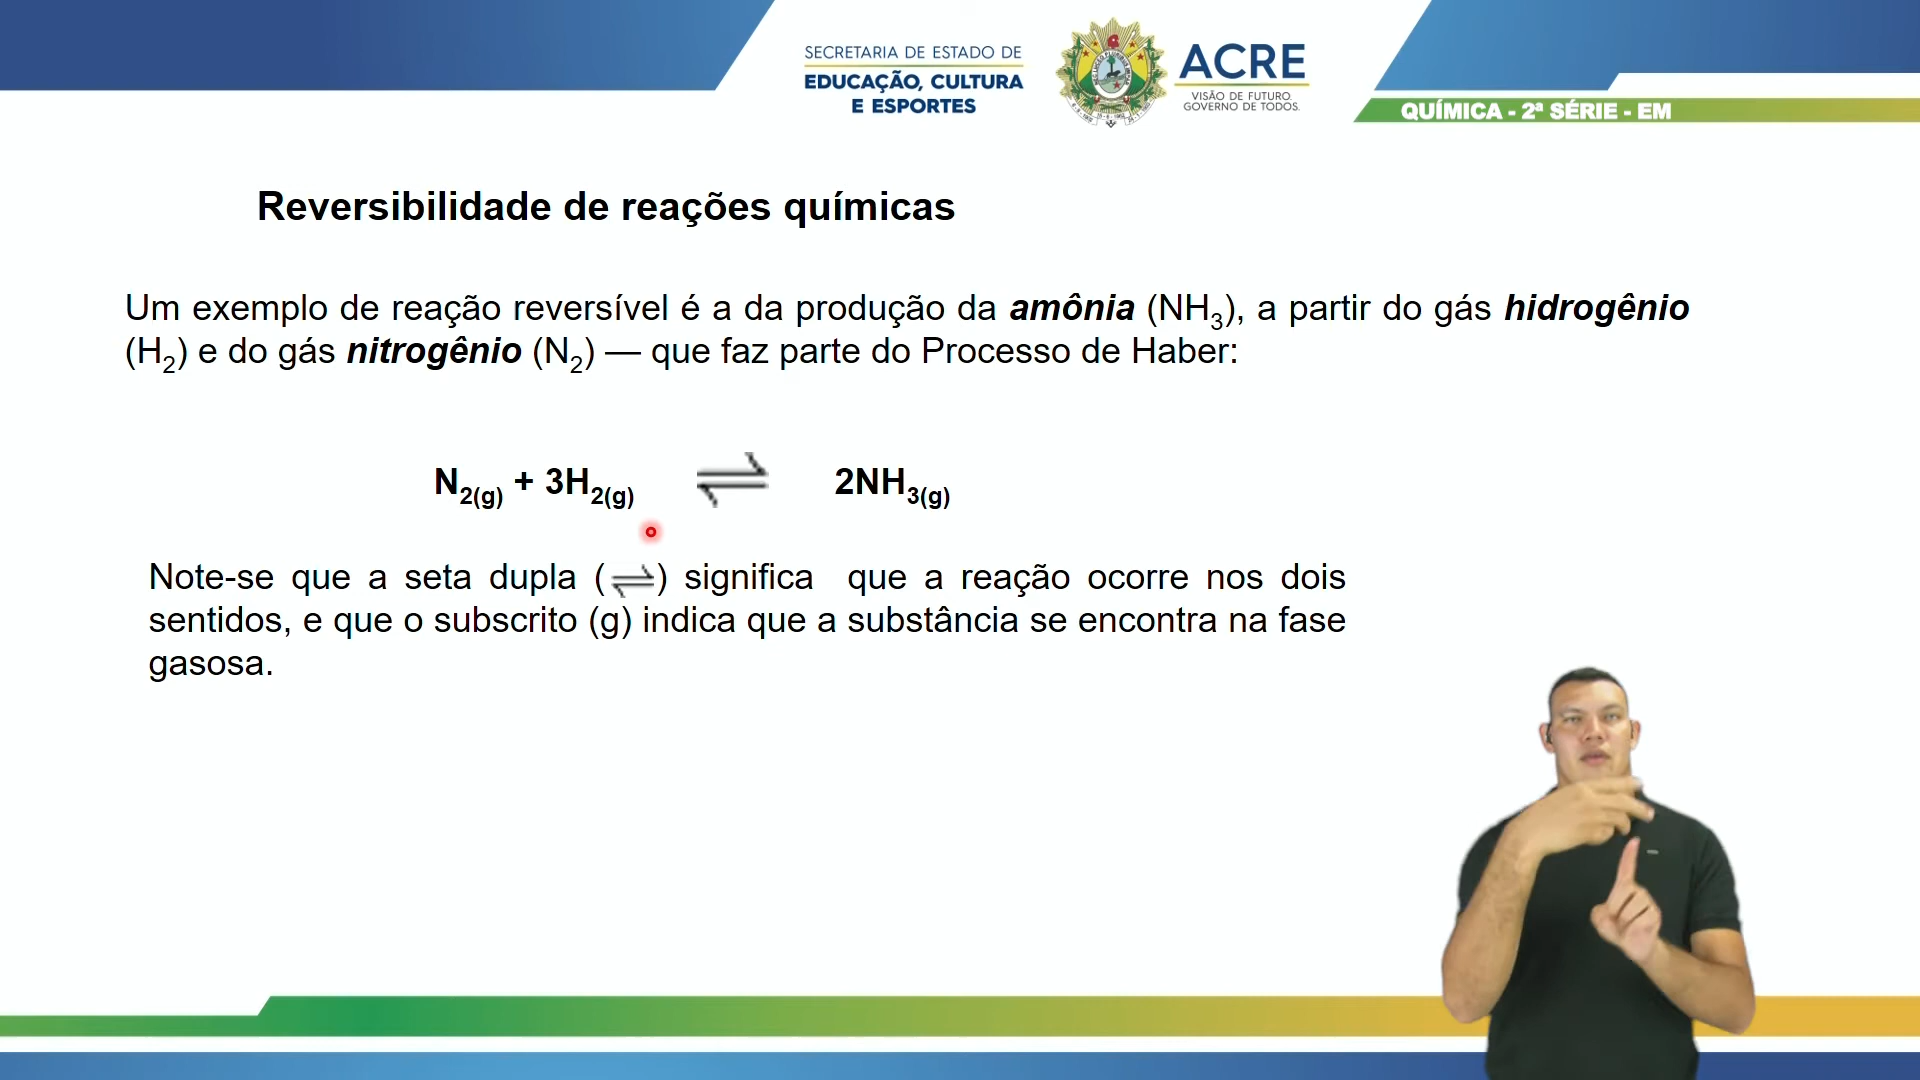 SECRETARIA DE ESTADO DE
EDUCAÇÃO, CULTURA
E ESPORTES
ACRE
VISÃO DE FUTURO.
GOVERNO DE TODOS.
QUÍMICA - 2ª SÉRIE - EM
Reversibilidade de reações químicas
Um exemplo de reação reversível é a da produção da amônia (NH₃), a partir do gás hidrogênio
(H₂) e do gás nitrogênio (N₂) — que faz parte do Processo de Haber:
N₂(g) + 3H₂(g) ⇌ 2NH₃(g)
Note-se que a seta dupla (⇌) significa que a reação ocorre nos dois
sentidos, e que o subscrito (g) indica que a substância se encontra na fase
gasosa.